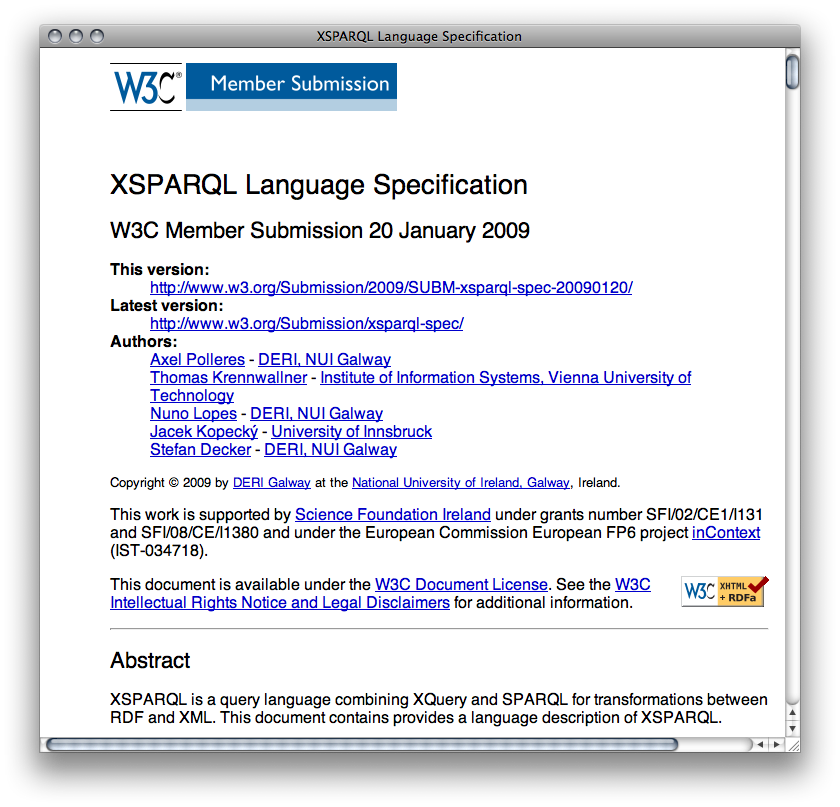 XSPARQL Language Specification
W3C® Member Submission
XSPARQL Language Specification
W3C Member Submission 20 January 2009
This version:
http://www.w3.org/Submission/2009/SUBM-xsparql-spec-20090120/
Latest version:
http://www.w3.org/Submission/xsparql-spec/
Authors:
Axel Polleres - DERI, NUI Galway
Thomas Krennwallner - Institute of Information Systems, Vienna University of
Technology
Nuno Lopes - DERI, NUI Galway
Jacek Kopecký - University of Innsbruck
Stefan Decker - DERI, NUI Galway
Copyright © 2009 by DERI Galway at the National University of Ireland, Galway, Ireland.
This work is supported by Science Foundation Ireland under grants number SFI/02/CE1/I131
and SFI/08/CE/I1380 and under the European Commission European FP6 project inContext
(IST-034718).
This document is available under the W3C Document License. See the W3C
Intellectual Rights Notice and Legal Disclaimers for additional information.
W3C XHTML
+ RDFa
Abstract
XSPARQL is a query language combining XQuery and SPARQL for transformations between
RDF and XML. This document contains provides a language description of XSPARQL.